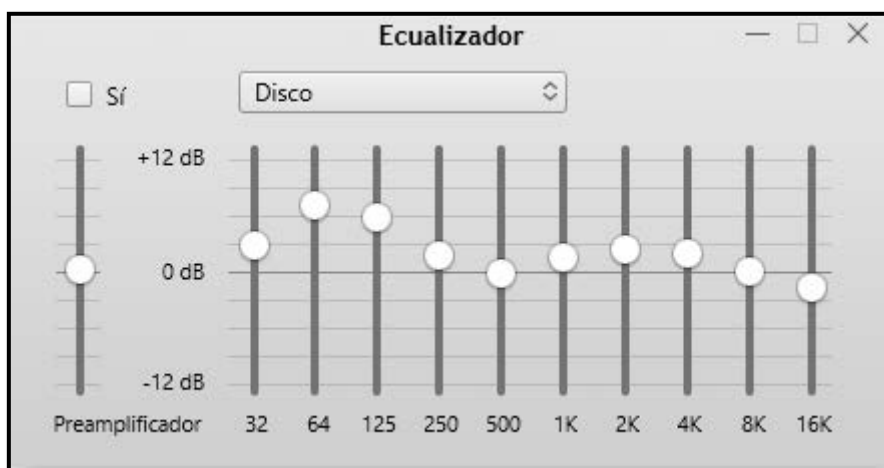 Ecualizador
Sí
Disco
+12 dB
0 dB
-12 dB
Preamplificador 32 64 125 250 500 1K 2K 4K 8K 16K